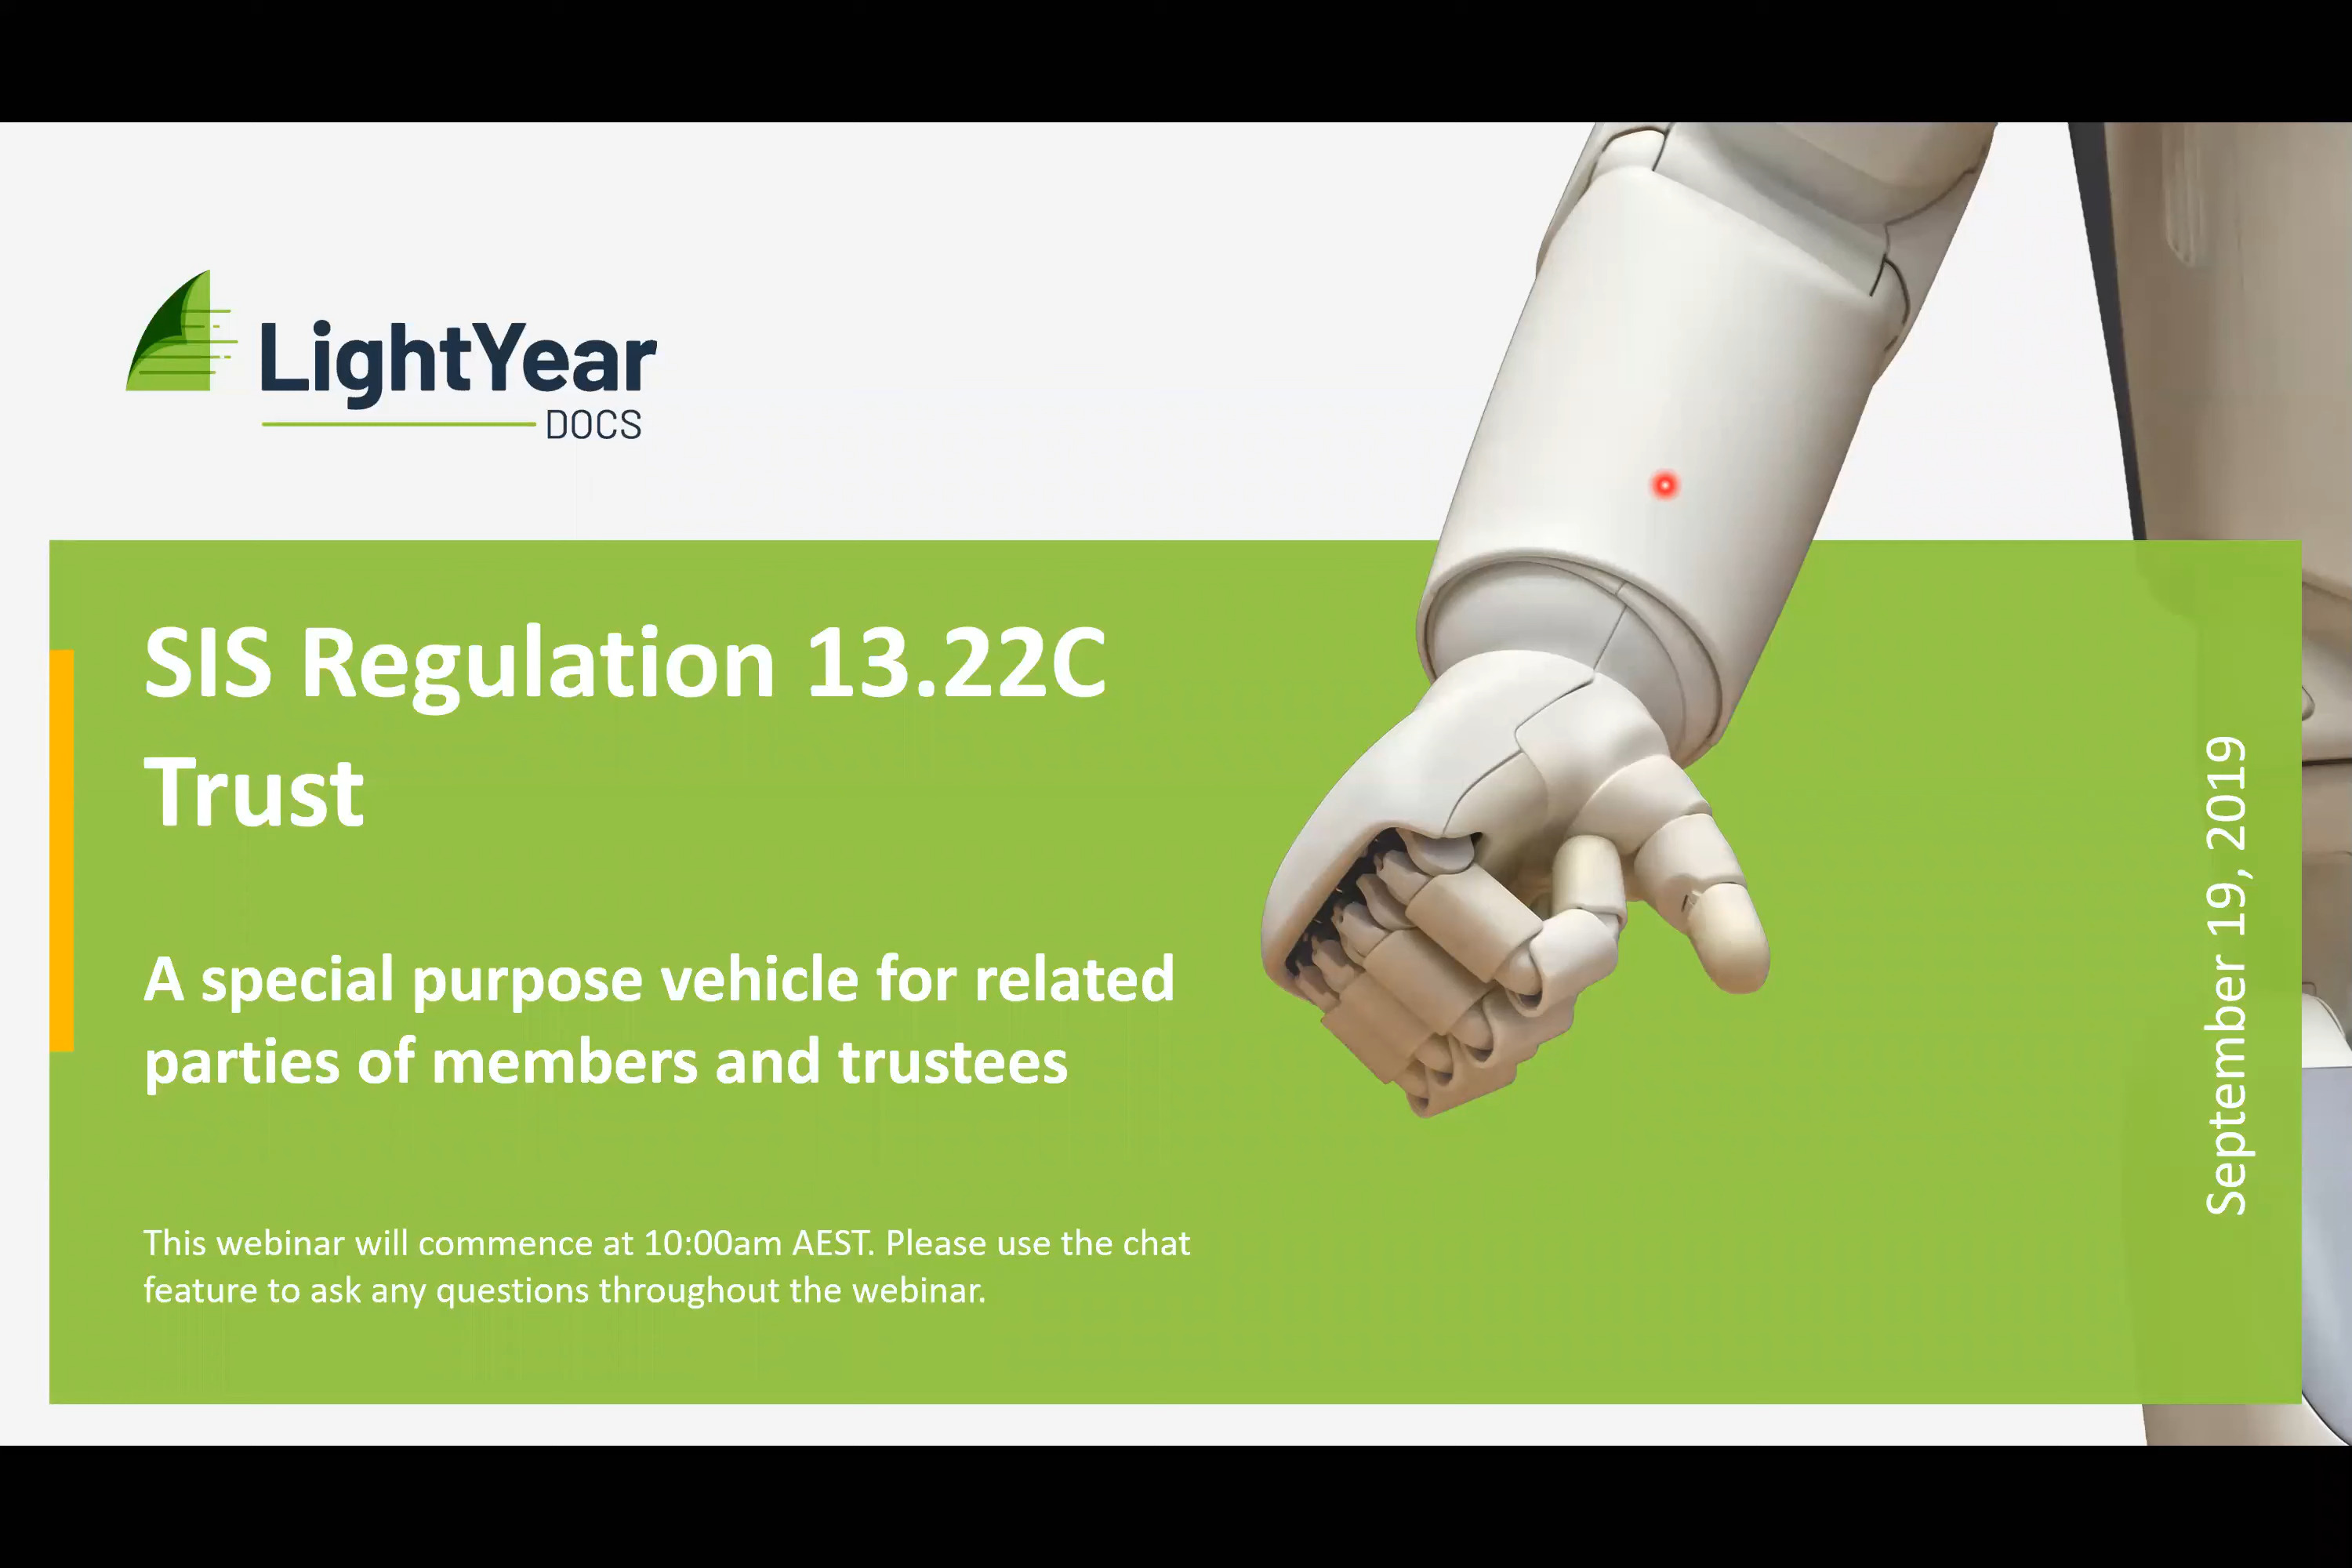 LightYear
DOCS
SIS Regulation 13.22C
Trust
A special purpose vehicle for related
parties of members and trustees
This webinar will commence at 10:00am AEST. Please use the chat
feature to ask any questions throughout the webinar.
September 19, 2019